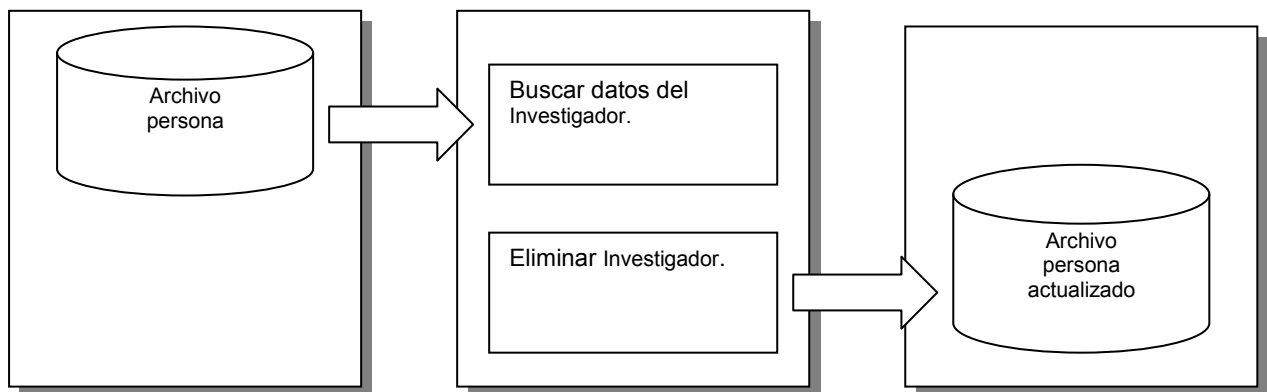 Archivo
persona
Buscar datos del
Investigador.
Eliminar Investigador.
Archivo
persona
actualizado